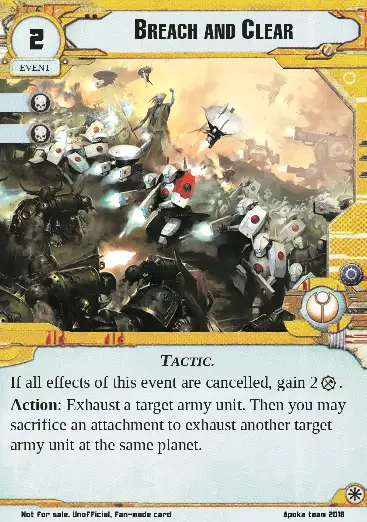 2
BREACH AND CLEAR
EVENT
TACTIC.
If all effects of this event are cancelled, gain 2 .
Action: Exhaust a target army unit. Then you may
sacrifice an attachment to exhaust another target
army unit at the same planet.
Not for sale. Unofficial, Fan-made card
Apoka team 2018